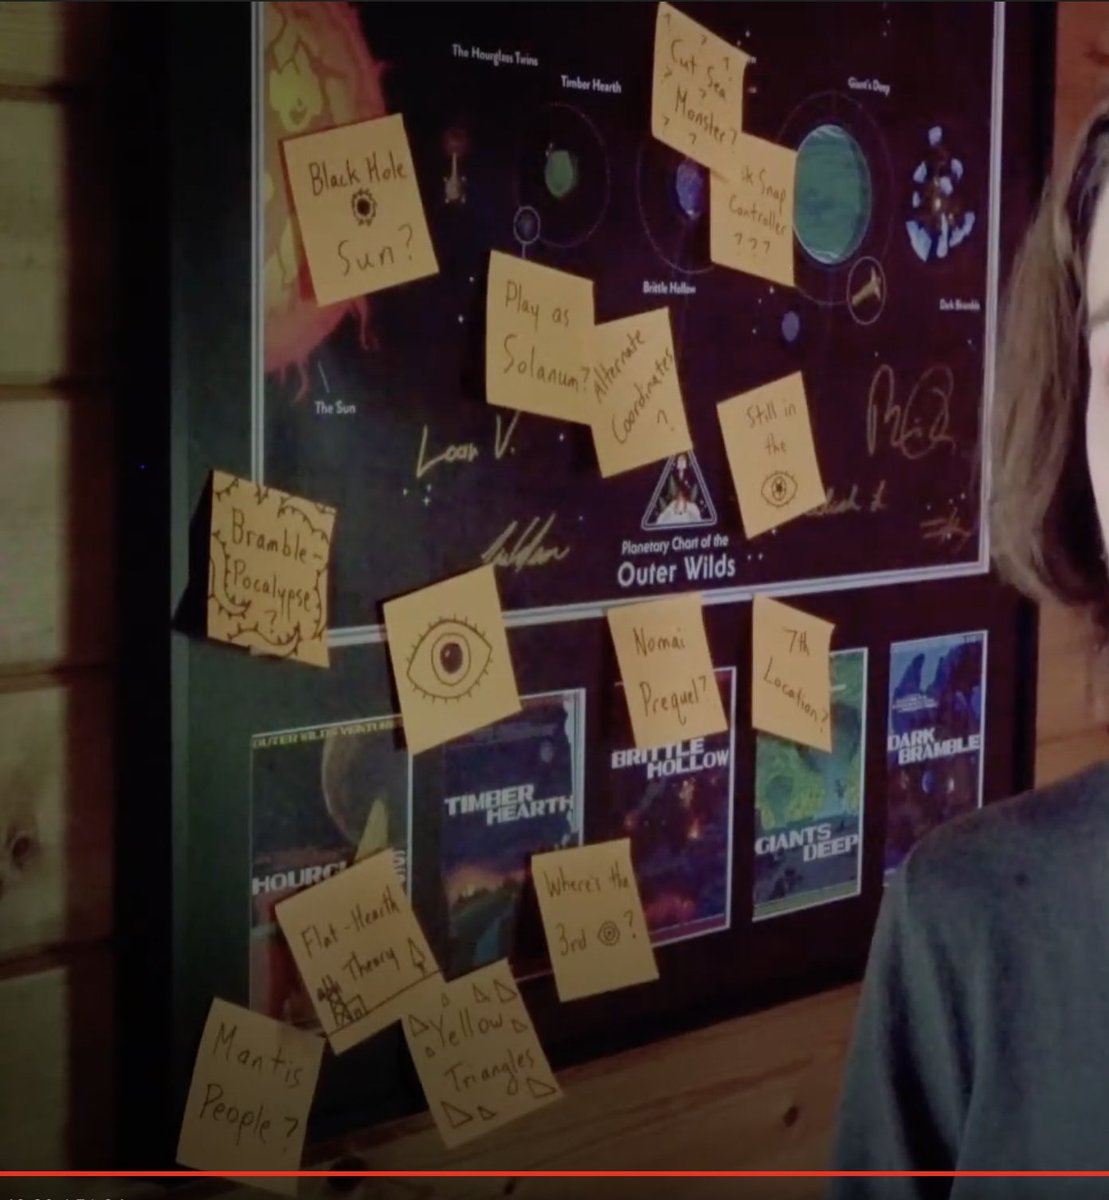 The Hourglass Twins
Timber Hearth
Cut Sea
Monster?
Giant's Deep
Black Hole
Sun?
Snap
Controller
???
Brittle Hollow
Dark Bramble
Play as
Solanum?
Alternate
Coordinates
?
Still in
the
The Sun
Loan V.
Planetary Chart of the
Outer Wilds
Bramble-
Pocalypse
?
Nomai
Prequel?
7th
Location?
OUTER WILDS VENTURE
TIMBER
HEARTH
BRITTLE
HOLLOW
GIANTS
DEEP
DARK
BRAMBLE
Flat-Hearth
Theory
Where's the
3rd ?
Mantis
People?
Yellow
Triangles